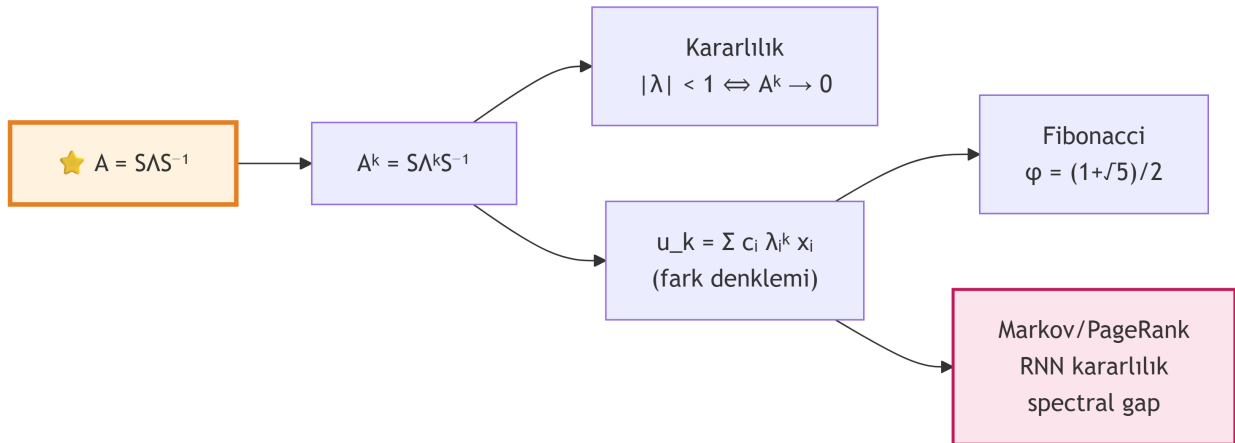 ⭐ A = SΛS⁻¹
Aᵏ = SΛᵏS⁻¹
Kararlılık
|λ| < 1 ⟺ Aᵏ → 0
u_k = Σ cᵢ λᵢᵏ xᵢ
(fark denklemi)
Fibonacci
φ = (1+√5)/2
Markov/PageRank
RNN kararlılık
spectral gap